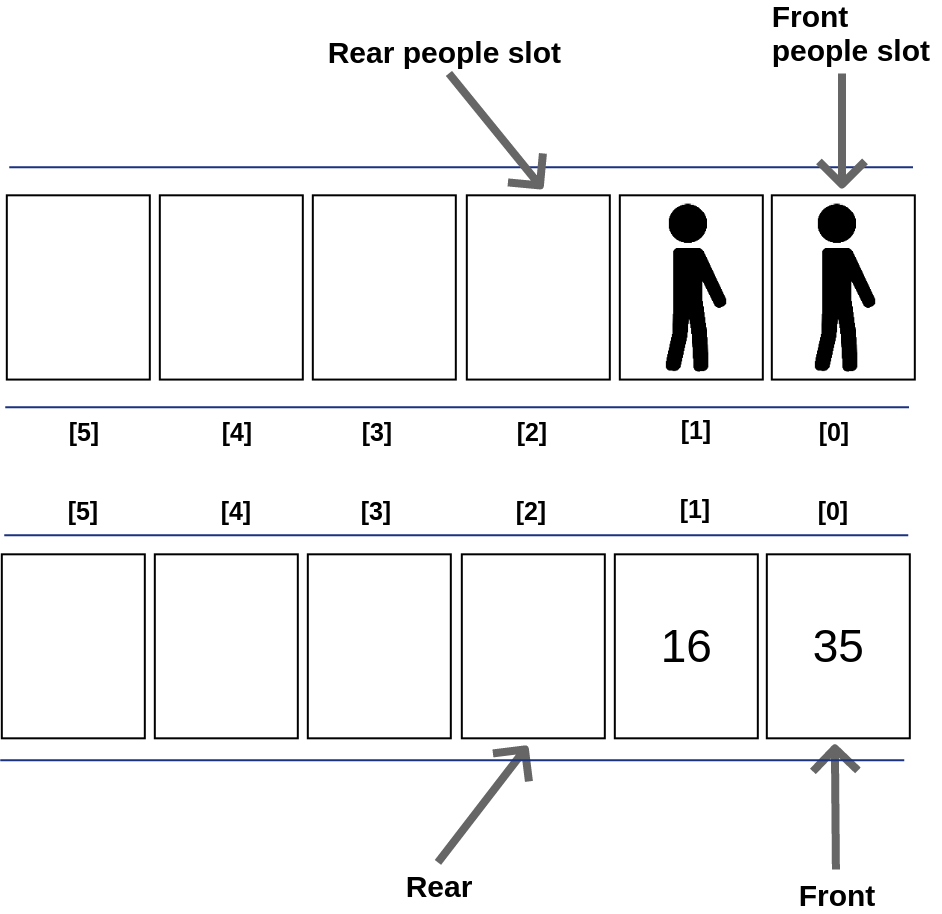 Front
people slot
Rear people slot
[5] [4] [3] [2] [1] [0]
[5] [4] [3] [2] [1] [0]
16 35
Rear
Front